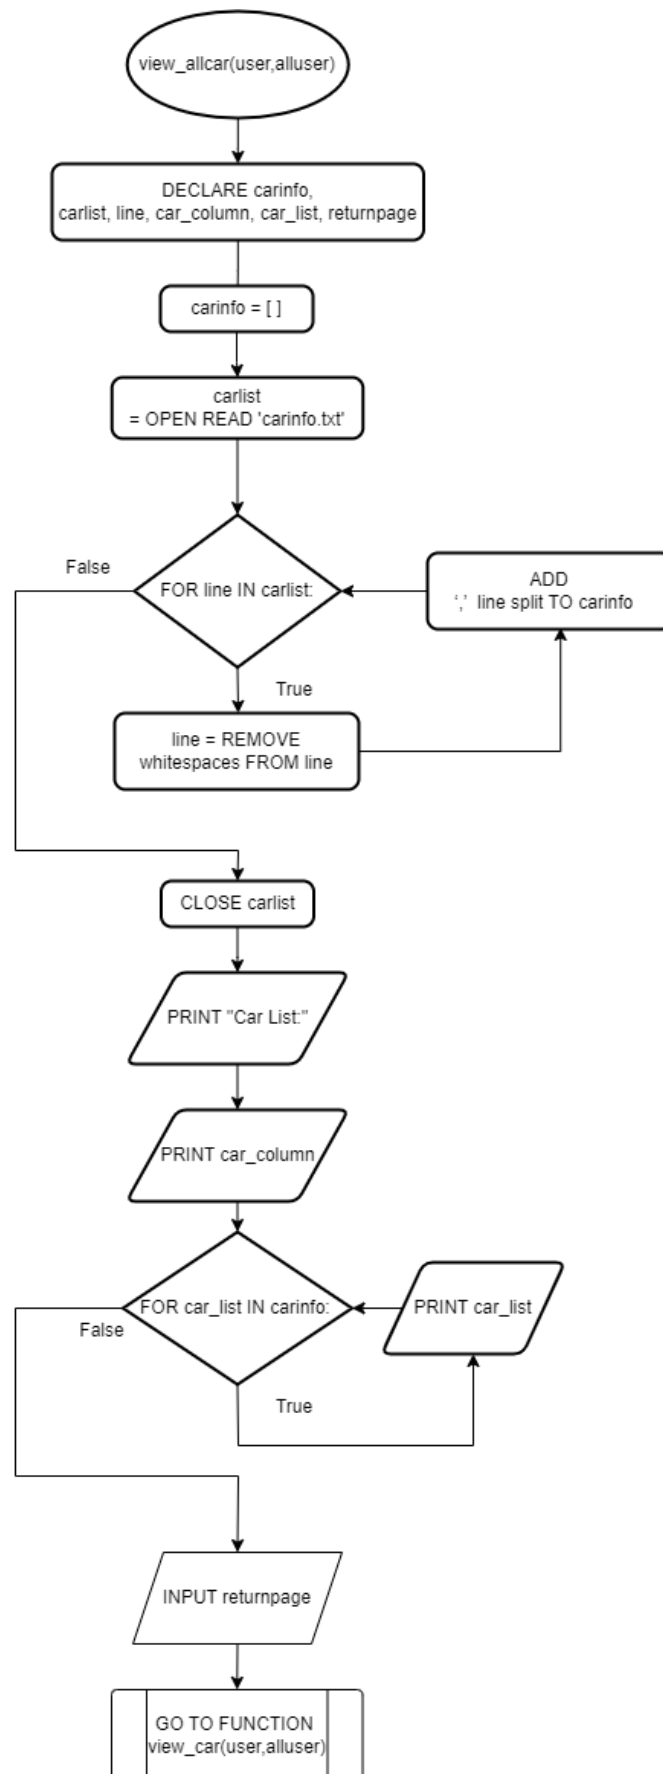 view_allcar(user,alluser)
DECLARE carinfo,
carlist, line, car_column, car_list, returnpage
carinfo = [ ]
carlist
= OPEN READ 'carinfo.txt'
FOR line IN carlist:
False
True
ADD
‘,’ line split TO carinfo
line = REMOVE
whitespaces FROM line
CLOSE carlist
PRINT "Car List:"
PRINT car_column
FOR car_list IN carinfo:
False
PRINT car_list
True
INPUT returnpage
GO TO FUNCTION
view_car(user,alluser)